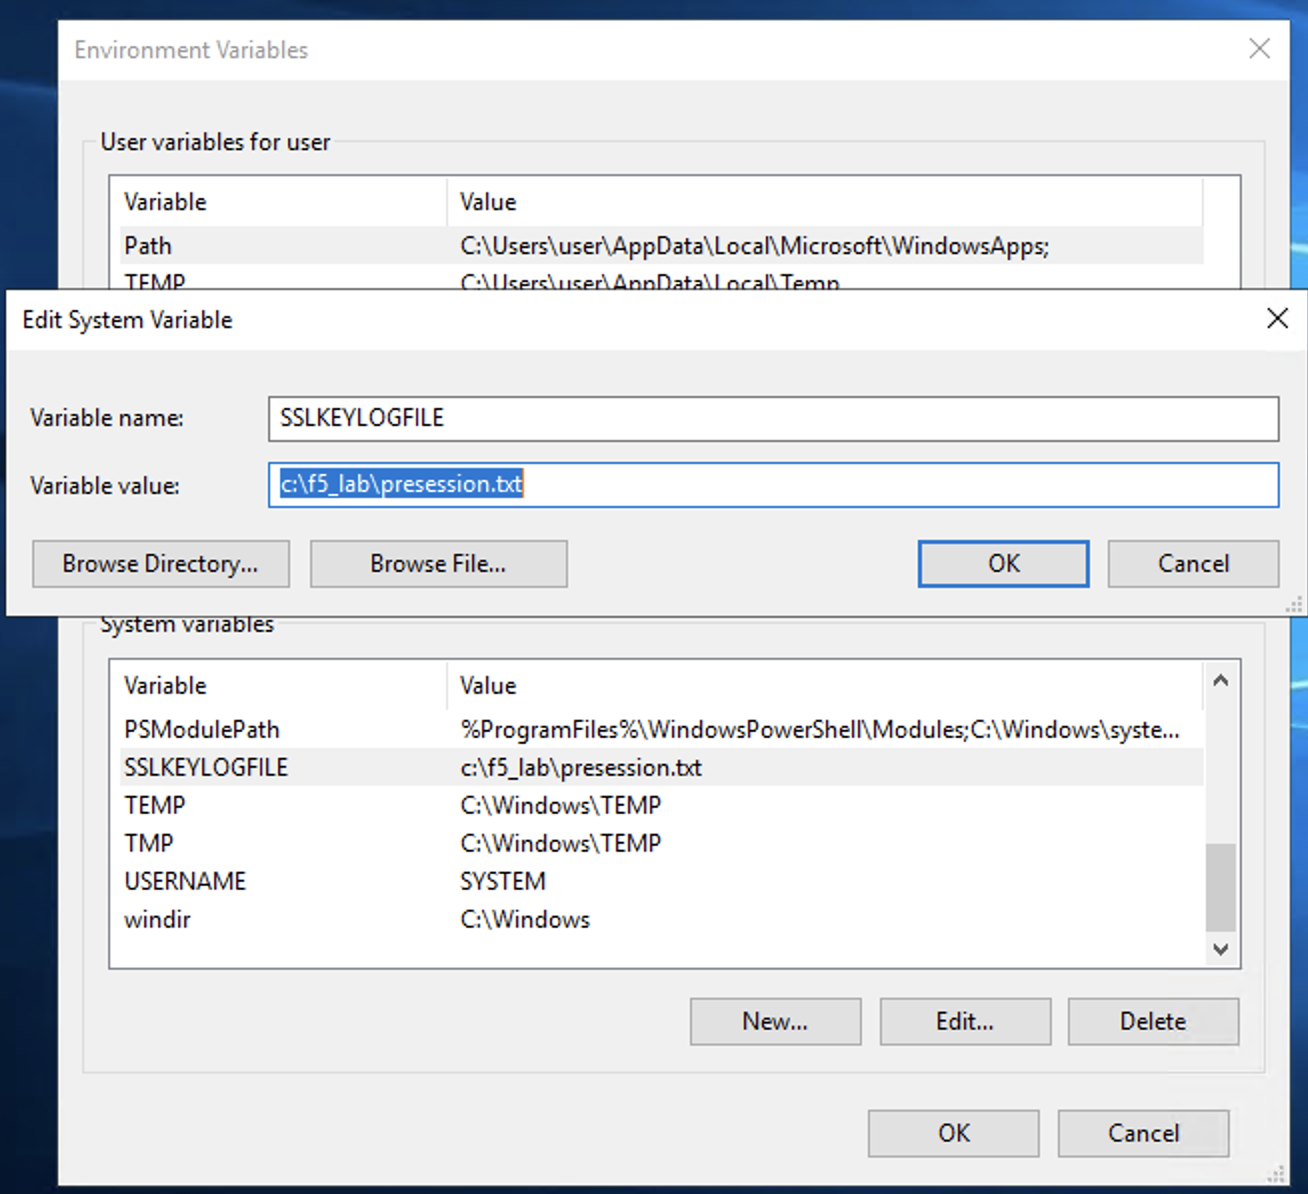 Environment Variables
User variables for user
Variable Value
Path C:\Users\user\AppData\Local\Microsoft\WindowsApps;
TEMP C:\Users\user\AppData\Local\Temp
Edit System Variable
Variable name: SSLKEYLOGFILE
Variable value: c:\f5_lab\presession.txt
Browse Directory... Browse File... OK Cancel
System variables
Variable Value
PSModulePath %ProgramFiles%\WindowsPowerShell\Modules;C:\Windows\syste...
SSLKEYLOGFILE c:\f5_lab\presession.txt
TEMP C:\Windows\TEMP
TMP C:\Windows\TEMP
USERNAME SYSTEM
windir C:\Windows
New... Edit... Delete
OK Cancel